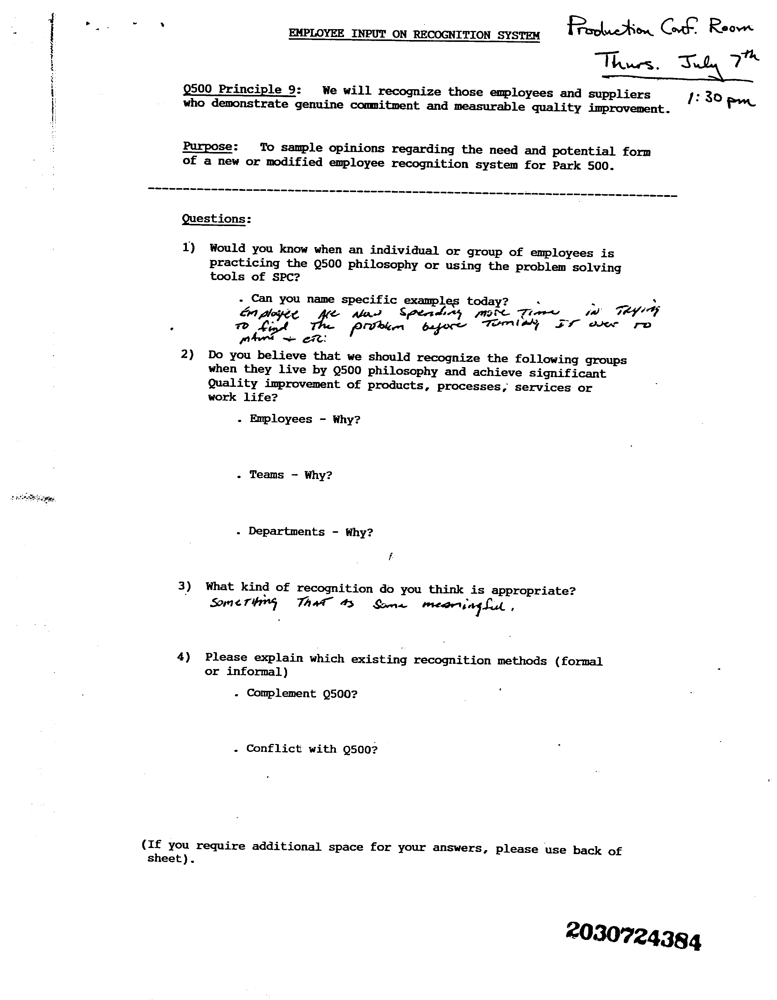 EMPLOYEE INPUT ON RECOGNITION SYSTEM
Production Conf. Room
Thurs. July 7th
1:30 pm
Q500 Principle 9: We will recognize those employees and suppliers
who demonstrate genuine commitment and measurable quality improvement.
Purpose: To sample opinions regarding the need and potential form
of a new or modified employee recognition system for Park 500.
Questions:
1) Would you know when an individual or group of employees is
practicing the Q500 philosophy or using the problem solving
tools of SPC?
. Can you name specific examples today?
Employee are Now Spending more Time in Trying
TO find The problem before Turning IT over TO
+ etc.
2) Do you believe that we should recognize the following groups
when they live by Q500 philosophy and achieve significant
Quality improvement of products, processes, services or
work life?
. Employees - Why?
. Teams - Why?
. Departments - Why?
3) What kind of recognition do you think is appropriate?
SomeTHing THAT is Some meaningful.
4) Please explain which existing recognition methods (formal
or informal)
. Complement Q500?
. Conflict with Q500?
(If you require additional space for your answers, please use back of
sheet).
2030724384